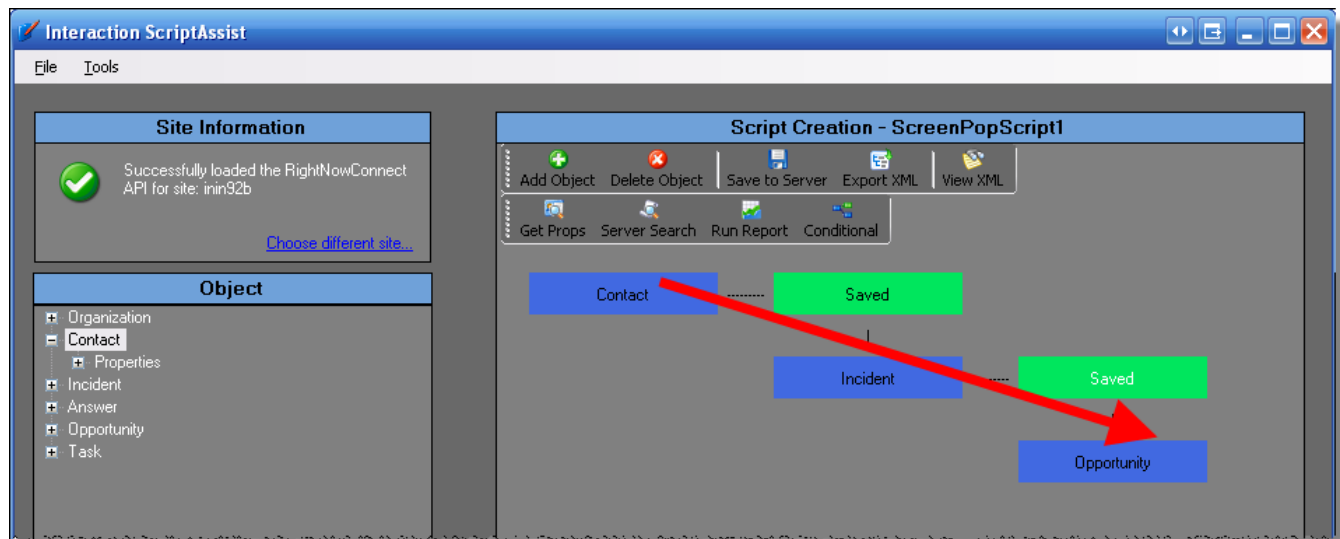 Interaction ScriptAssist
File Tools
Site Information
Successfully loaded the RightNowConnect
API for site: inin92b
Choose different site...
Object
Organization
Contact
Properties
Incident
Answer
Opportunity
Task
Script Creation - ScreenPopScript1
Add Object Delete Object Save to Server Export XML View XML
Get Props Server Search Run Report Conditional
Contact Saved
Incident Saved
Opportunity